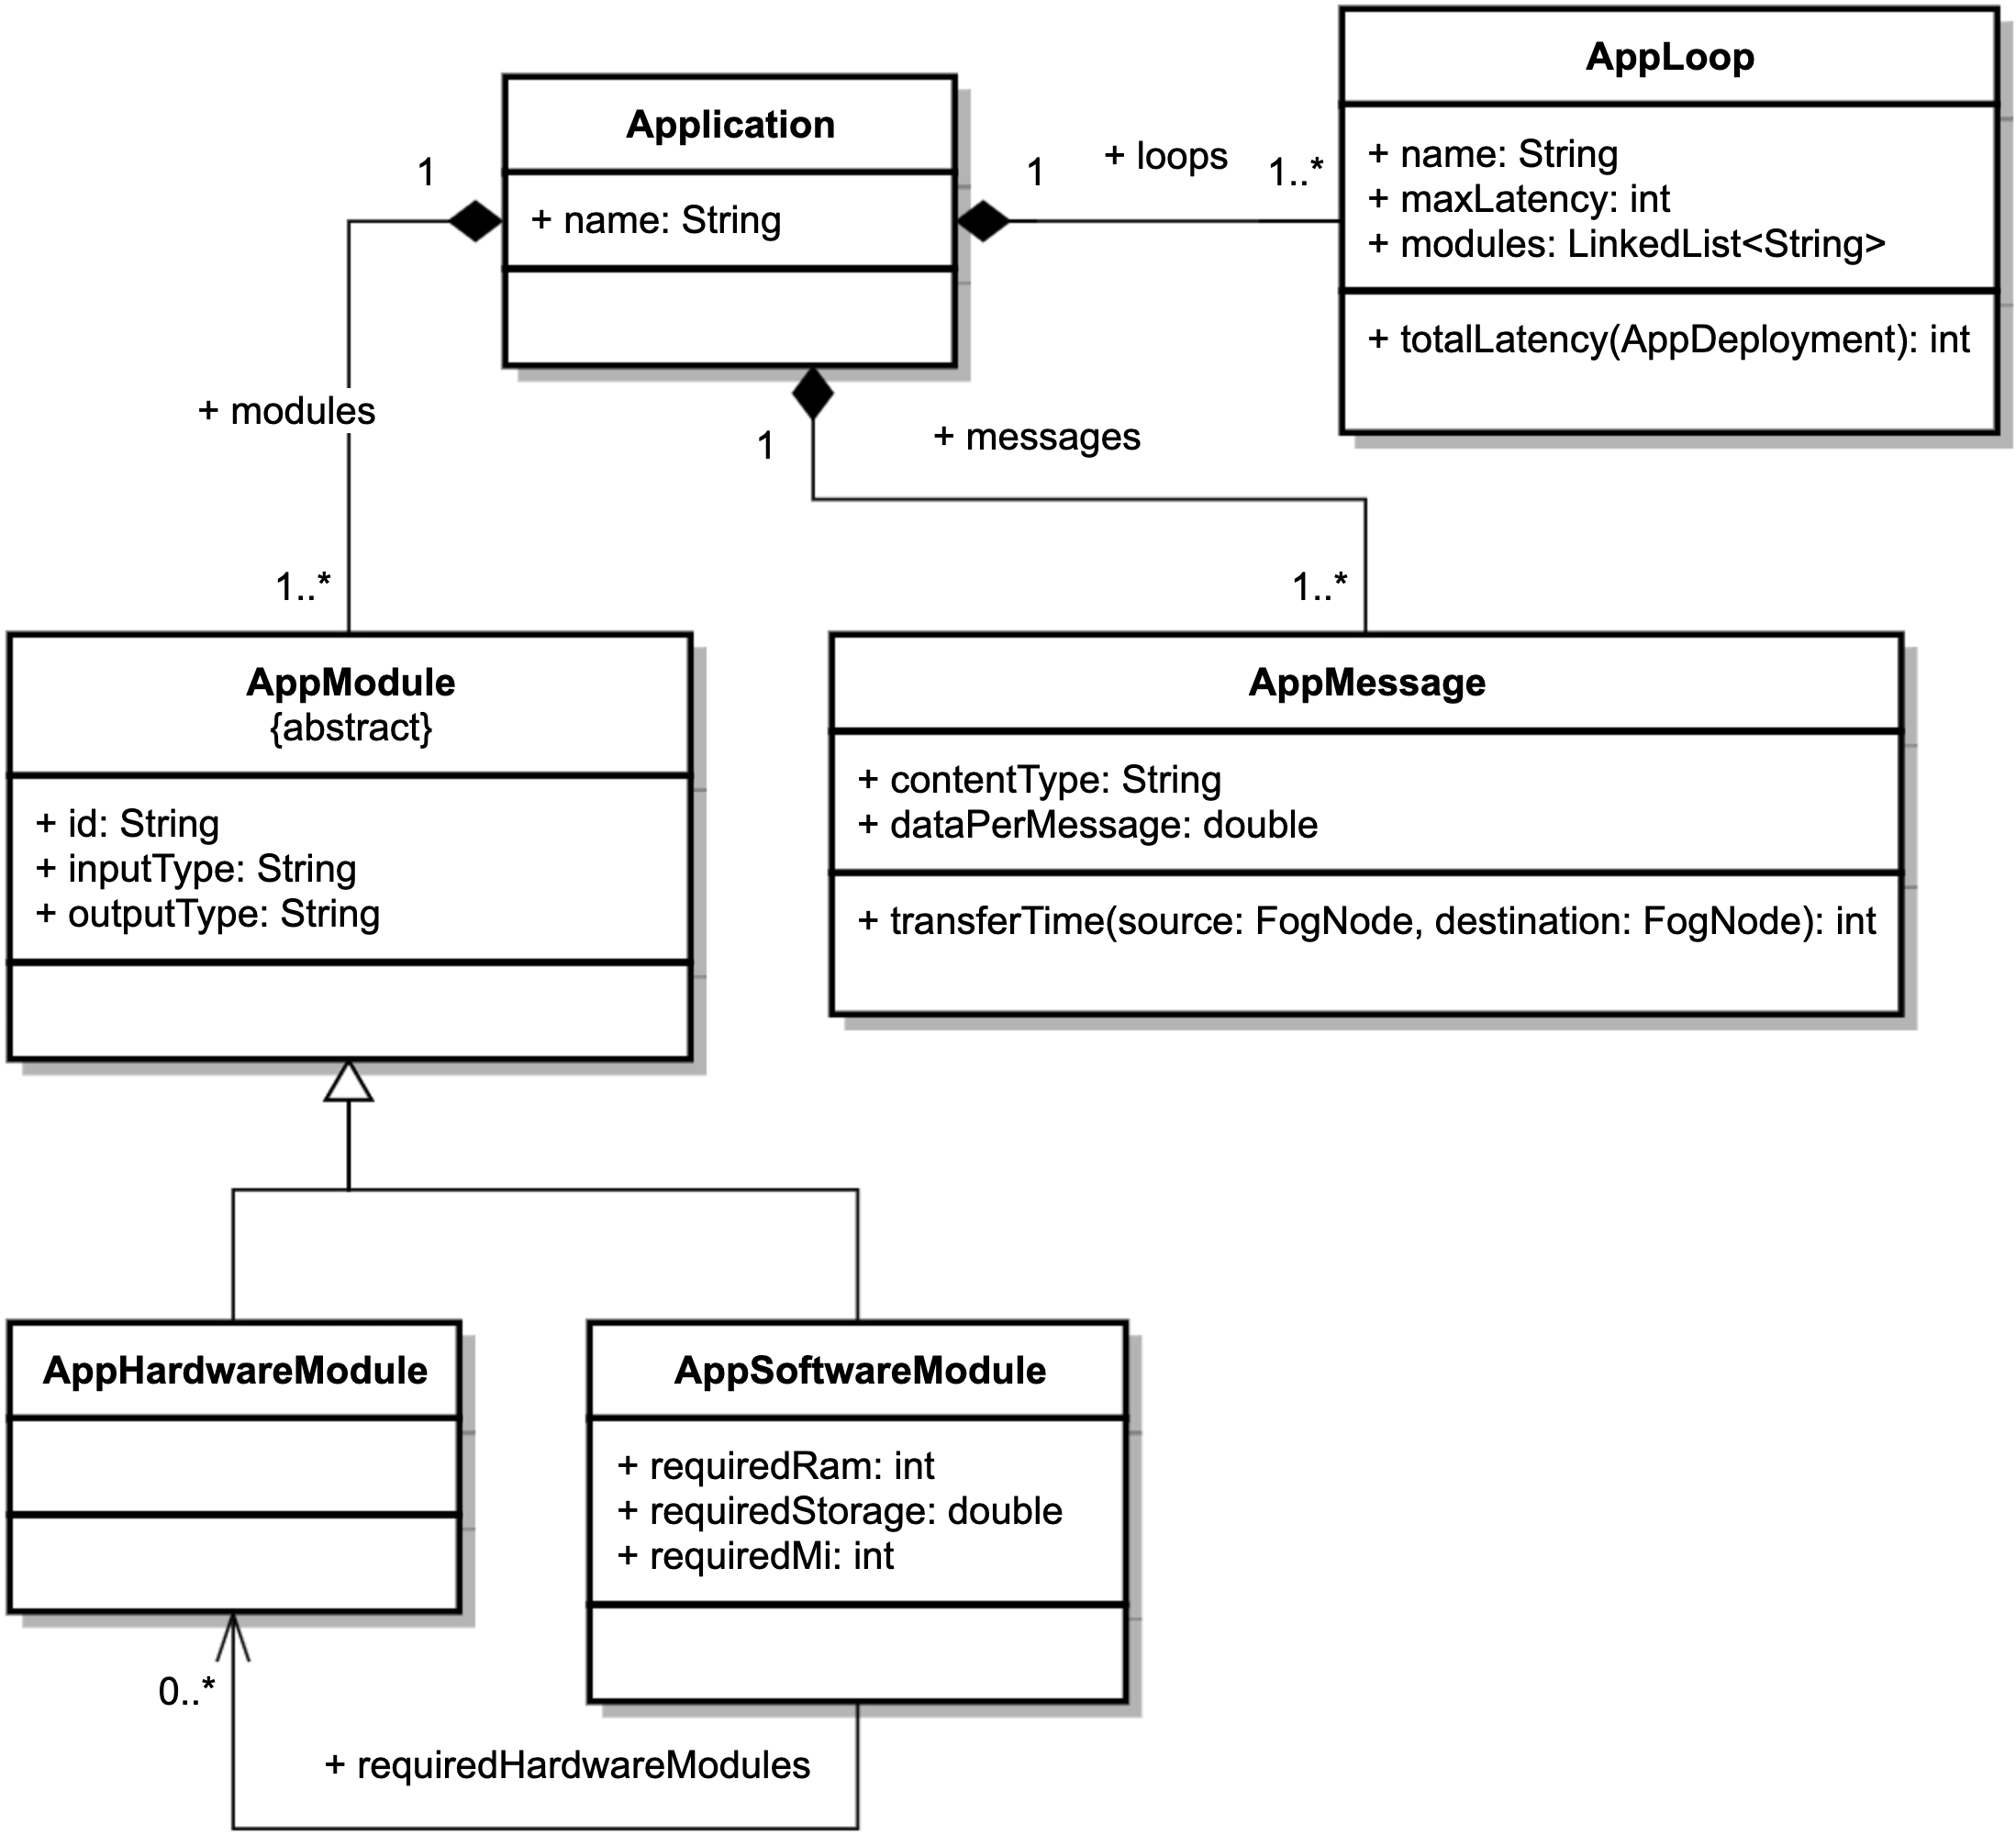 AppLoop
+ name: String
+ maxLatency: int
+ modules: LinkedList<String>
+ totalLatency(AppDeployment): int
Application
+ name: String
1
1
+ loops
1..*
+ modules
1
+ messages
1..*
1..*
AppModule
{abstract}
+ id: String
+ inputType: String
+ outputType: String
AppMessage
+ contentType: String
+ dataPerMessage: double
+ transferTime(source: FogNode, destination: FogNode): int
AppHardwareModule
AppSoftwareModule
+ requiredRam: int
+ requiredStorage: double
+ requiredMi: int
0..*
+ requiredHardwareModules